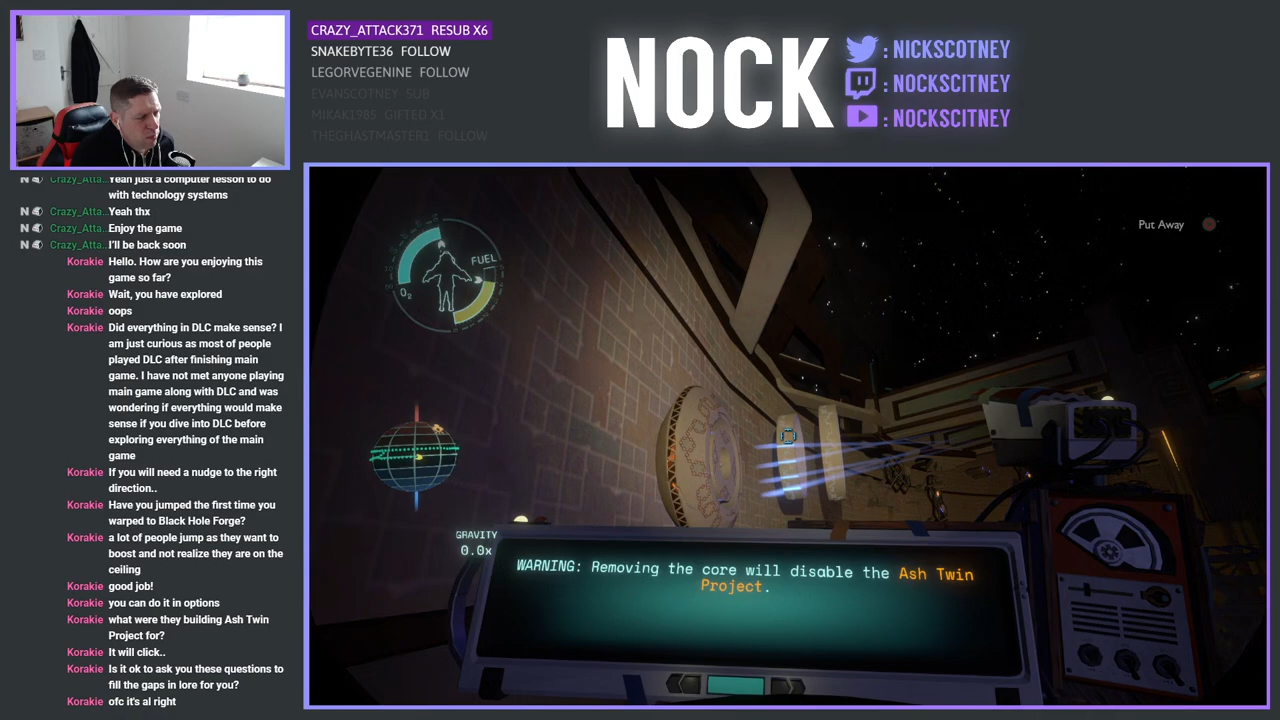 CRAZY_ATTACK371 RESUB X6
SNAKEBYTE36 FOLLOW
LEGORVEGENINE FOLLOW
EVANSCOTNEY SUB
MIKAK1985 GIFTED X1
THEGHASTMASTER1 FOLLOW
NOCK
: NICKSCOTNEY
: NOCKSCITNEY
: NOCKSCITNEY
Crazy_Atta... Yeah just a computer lesson to do
with technology systems
Crazy_Atta... Yeah thx
Crazy_Atta... Enjoy the game
Crazy_Atta... I'll be back soon
Korakie Hello. How are you enjoying this
game so far?
Korakie Wait, you have explored
Korakie oops
Korakie Did everything in DLC make sense? I
am just curious as most of people
played DLC after finishing main
game. I have not met anyone playing
main game along with DLC and was
wondering if everything would make
sense if you dive into DLC before
exploring everything of the main
game
Korakie If you will need a nudge to the right
direction..
Korakie Have you jumped the first time you
warped to Black Hole Forge?
Korakie a lot of people jump as they want to
boost and not realize they are on the
ceiling
Korakie good job!
Korakie you can do it in options
Korakie what were they building Ash Twin
Project for?
Korakie It will click..
Korakie Is it ok to ask you these questions to
fill the gaps in lore for you?
Korakie ofc it's al right
Put Away
FUEL
O₂
GRAVITY
0.0x
WARNING: Removing the core will disable the Ash Twin
Project.